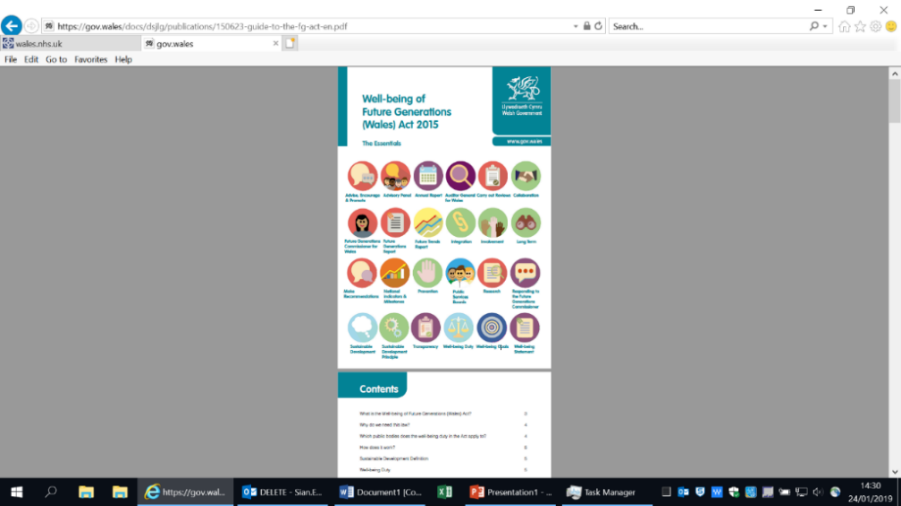 https://gov.wales/docs/dsjlg/publications/150623-guide-to-the-fg-act-en.pdf
Search...
wales.nhs.uk
gov.wales
File Edit Go to Favorites Help
Well-being of
Future Generations
(Wales) Act 2015
The Essentials
Llywodraeth Cymru
Welsh Government
www.gov.wales
Advise, Encourage
& Promote
Advisory Panel
Annual Report
Auditor General
for Wales
Carry out Reviews
Collaboration
Future Generations
Commissioner for
Wales
Future
Generations
Report
Future Trends
Report
Integration
Involvement
Long Term
Make
Recommendations
National
Indicators &
Milestones
Prevention
Public
Services
Boards
Research
Responding to
the Future
Generations
Commissioner
Sustainable
Development
Sustainable
Development
Principle
Transparency
Well-being Duty
Well-being Goals
Well-being
Statement
Contents
What is the Well-being of Future Generations (Wales) Act?
Why do we need this law? 4
Which public bodies does the well-being duty in the Act apply to? 4
How does it work?
Sustainable Development Definition
Well-being Duty
https://gov.wal...
DELETE - Sian.E...
Document1 [Co...
Presentation1 - ...
Task Manager
14:30
24/01/2019